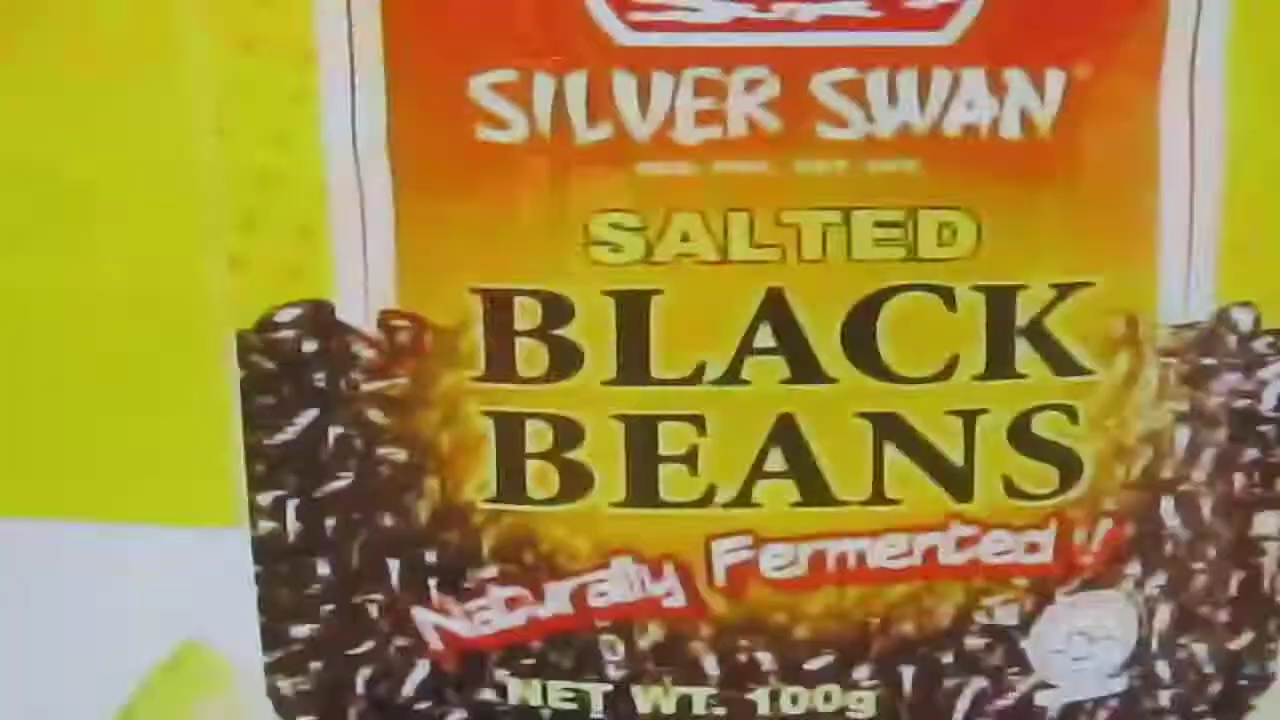 SILVER SWAN
SALTED
BLACK
BEANS
Naturally Fermented !!
NET WT. 100g